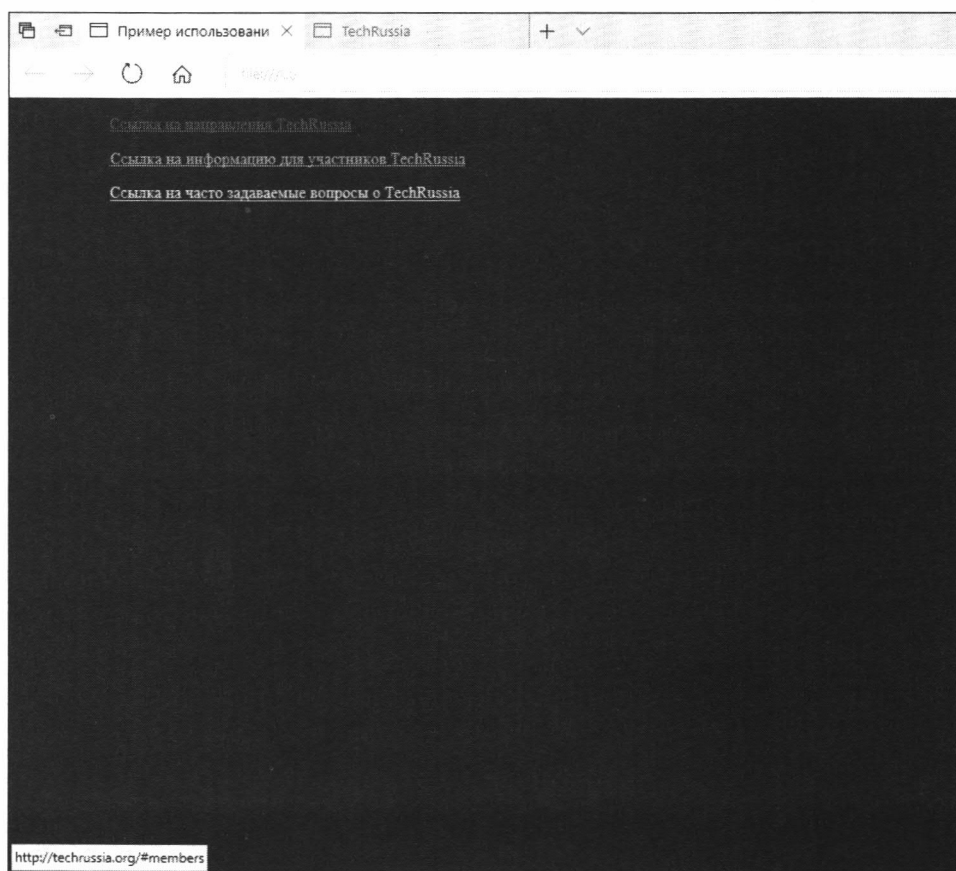 Пример использовани
TechRussia
Ссылка на направления TechRussia
Ссылка на информацию для участников TechRussia
Ссылка на часто задаваемые вопросы о TechRussia
http://techrussia.org/#members